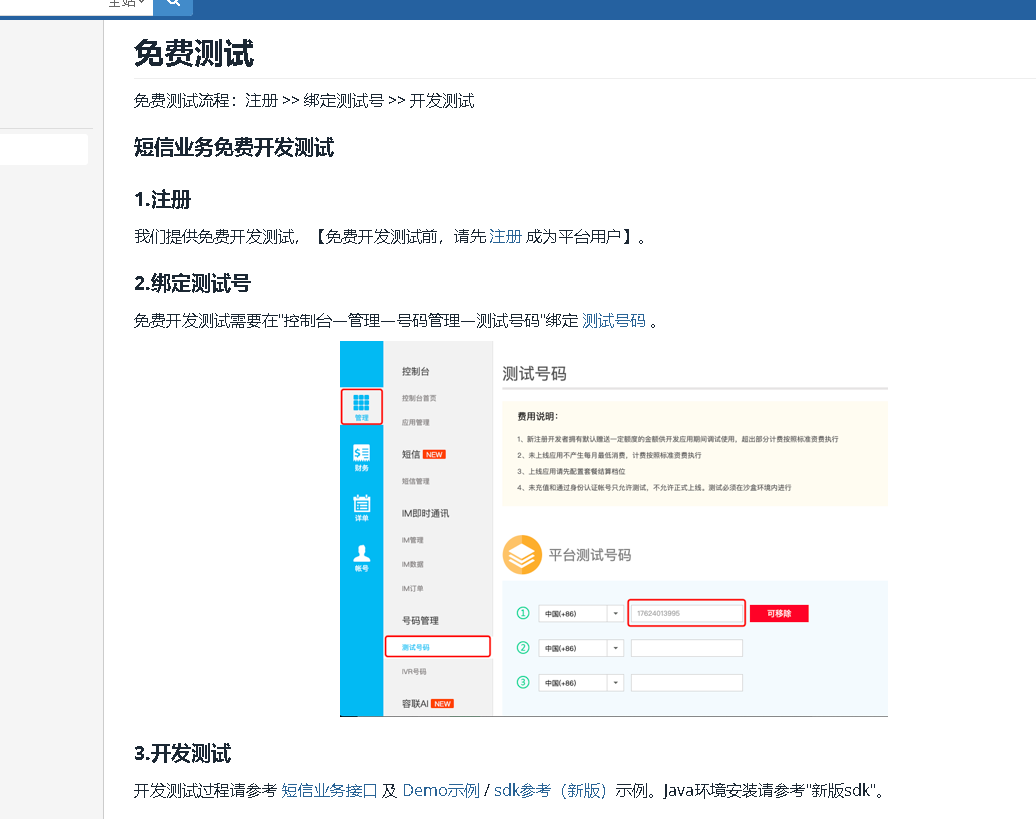 全站
免费测试
免费测试流程：注册 >> 绑定测试号 >> 开发测试
短信业务免费开发测试
1.注册
我们提供免费开发测试，【免费开发测试前，请先 注册 成为平台用户】。
2.绑定测试号
免费开发测试需要在"控制台—管理—号码管理—测试号码"绑定 测试号码 。
管理
财务
详单
帐号
控制台
控制台首页
应用管理
短信 NEW
短信管理
IM即时通讯
IM管理
IM数据
IM订单
号码管理
测试号码
IVR号码
容联AI NEW
测试号码
费用说明：
1、新注册开发者拥有默认赠送一定额度的金额供开发应用期间调试使用，超出部分计费按照标准资费执行
2、未上线应用不产生每月最低消费，计费按照标准资费执行
3、上线应用请先配置套餐结算档位
4、未充值和通过身份认证帐号只允许测试，不允许正式上线。测试必须在沙盒环境内进行
平台测试号码
① 中国(+86) 17624013995 可移除
② 中国(+86)
③ 中国(+86)
3.开发测试
开发测试过程请参考 短信业务接口 及 Demo示例 / sdk参考（新版）示例。Java环境安装请参考"新版sdk"。